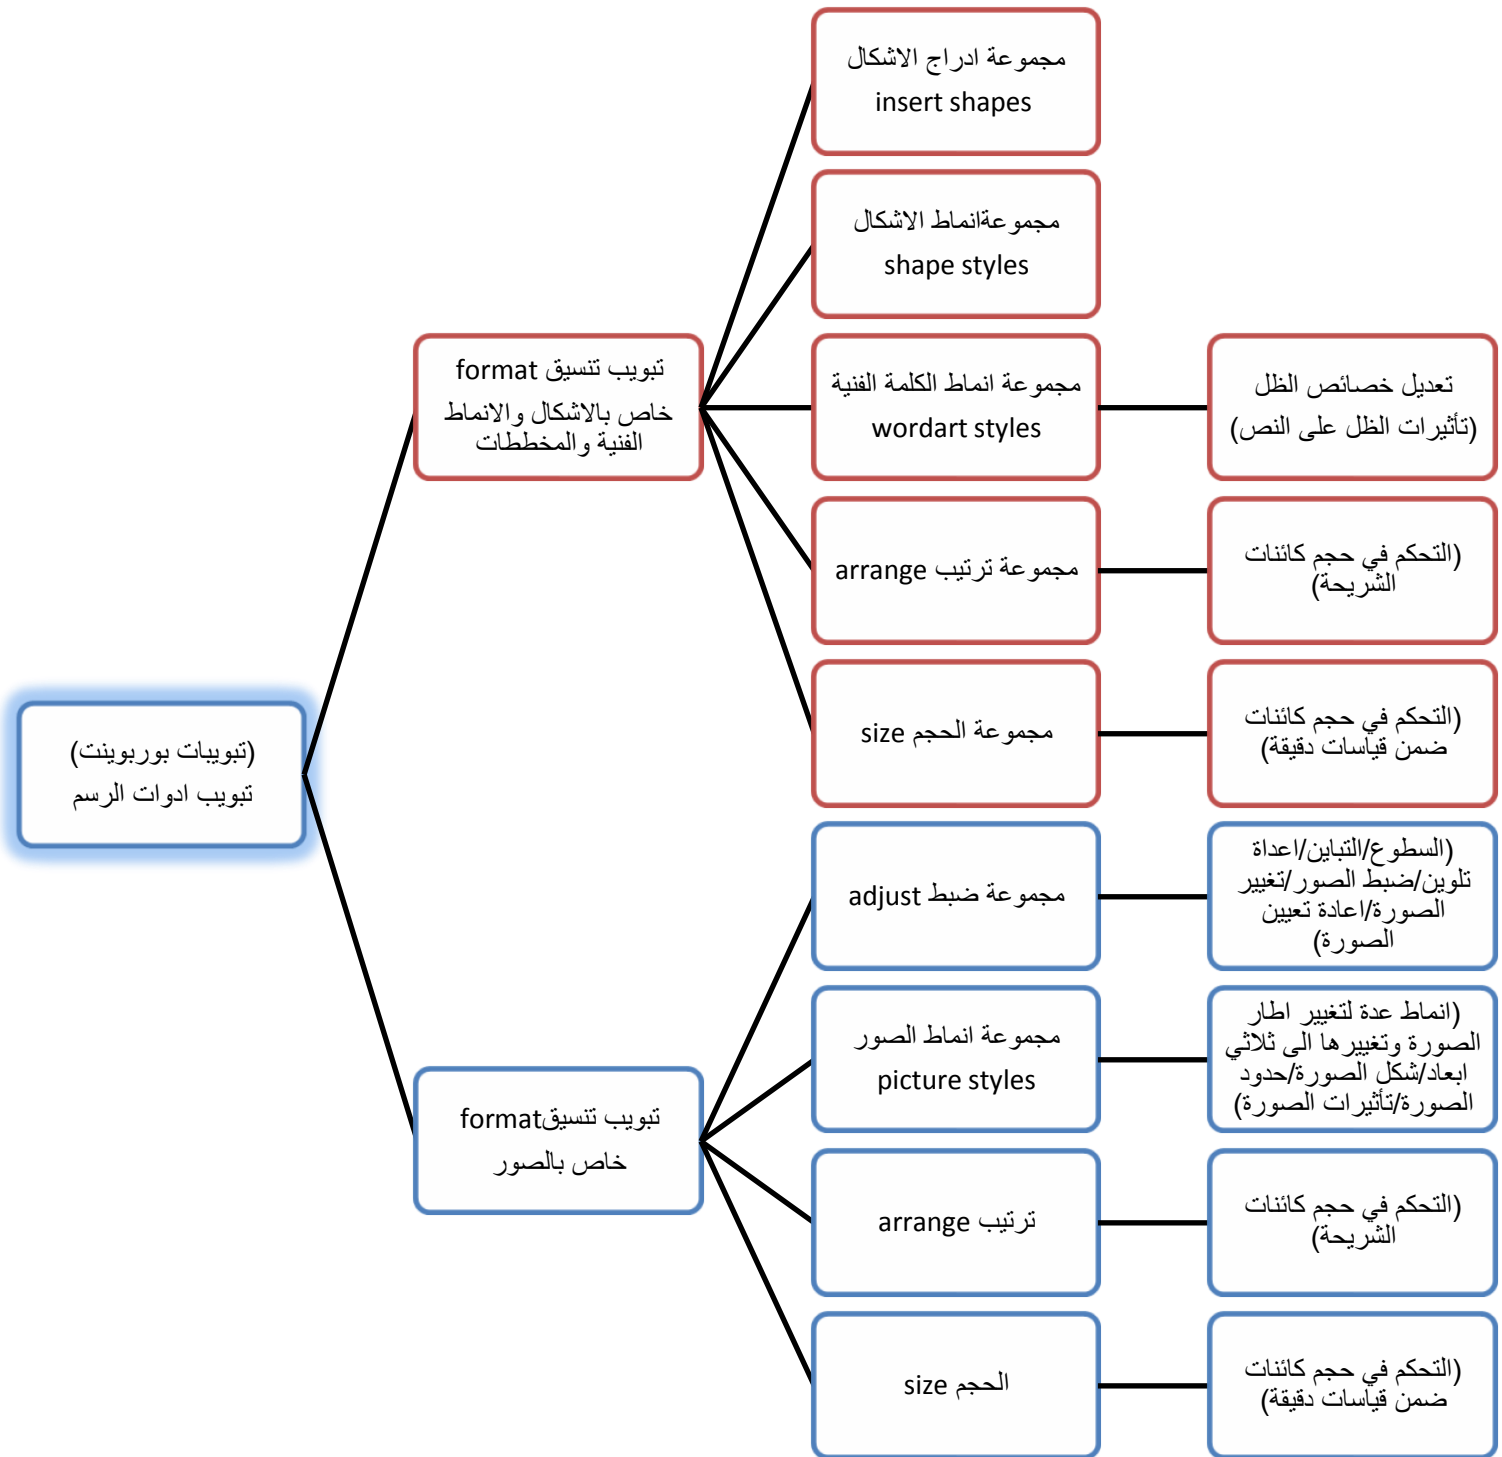 (تبويبات بوربوينت)
تبويب ادوات الرسم
تبويب تنسيق format
خاص بالاشكال والانماط
الفنية والمخططات
مجموعة ادراج الاشكال
insert shapes
مجموعةانماط الاشكال
shape styles
مجموعة انماط الكلمة الفنية
wordart styles
تعديل خصائص الظل
(تأثيرات الظل على النص)
مجموعة ترتيب arrange
(التحكم في حجم كائنات
الشريحة)
مجموعة الحجم size
(التحكم في حجم كائنات
ضمن قياسات دقيقة)
تبويب تنسيقformat
خاص بالصور
مجموعة ضبط adjust
(السطوع/التباين/اعداة
تلوين/ضبط الصور/تغيير
الصورة/اعادة تعيين
الصورة)
مجموعة انماط الصور
picture styles
(انماط عدة لتغيير اطار
الصورة وتغييرها الى ثلاثي
ابعاد/شكل الصورة/حدود
الصورة/تأثيرات الصورة)
ترتيب arrange
(التحكم في حجم كائنات
الشريحة)
الحجم size
(التحكم في حجم كائنات
ضمن قياسات دقيقة)